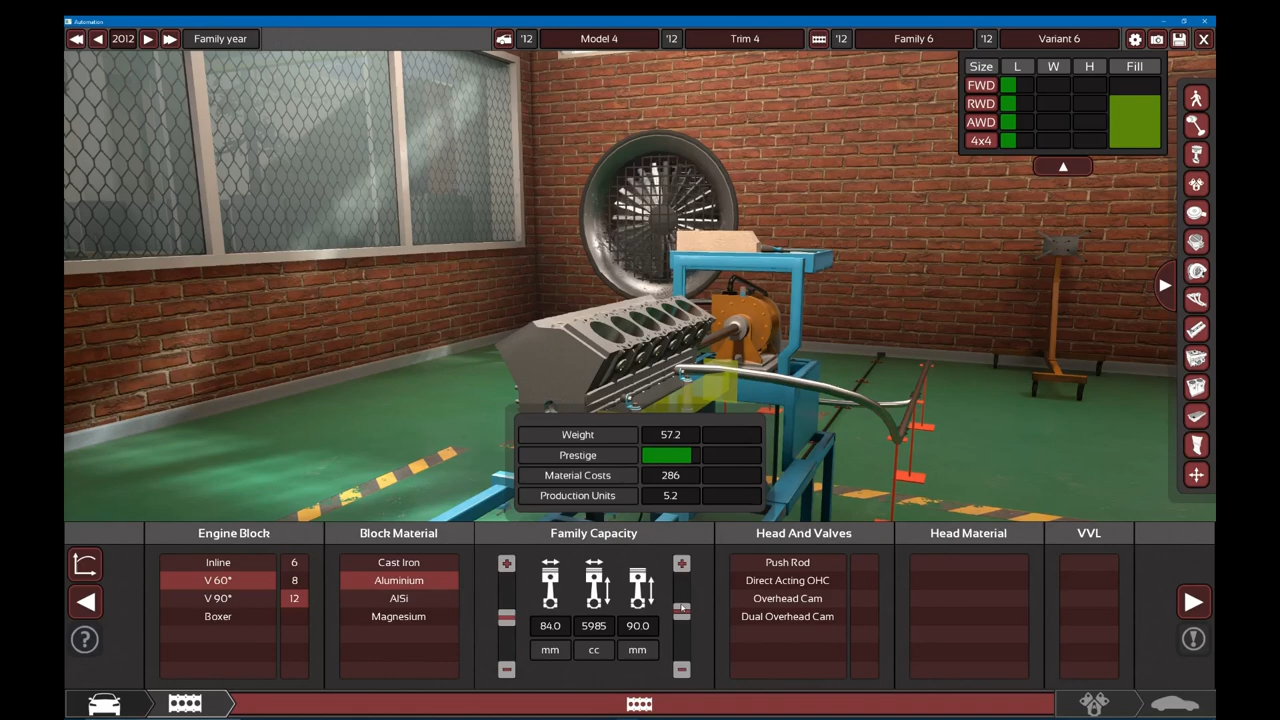 Automation
2012
Family year
'12
Model 4
'12
Trim 4
'12
Family 6
'12
Variant 6
Size L W H Fill
FWD
RWD
AWD
4x4
Weight 57.2
Prestige
Material Costs 286
Production Units 5.2
Engine Block
Inline 6
V 60° 8
V 90° 12
Boxer
Block Material
Cast Iron
Aluminium
AlSi
Magnesium
Family Capacity
84.0 5985 90.0
mm cc mm
Head And Valves
Push Rod
Direct Acting OHC
Overhead Cam
Dual Overhead Cam
Head Material
VVL